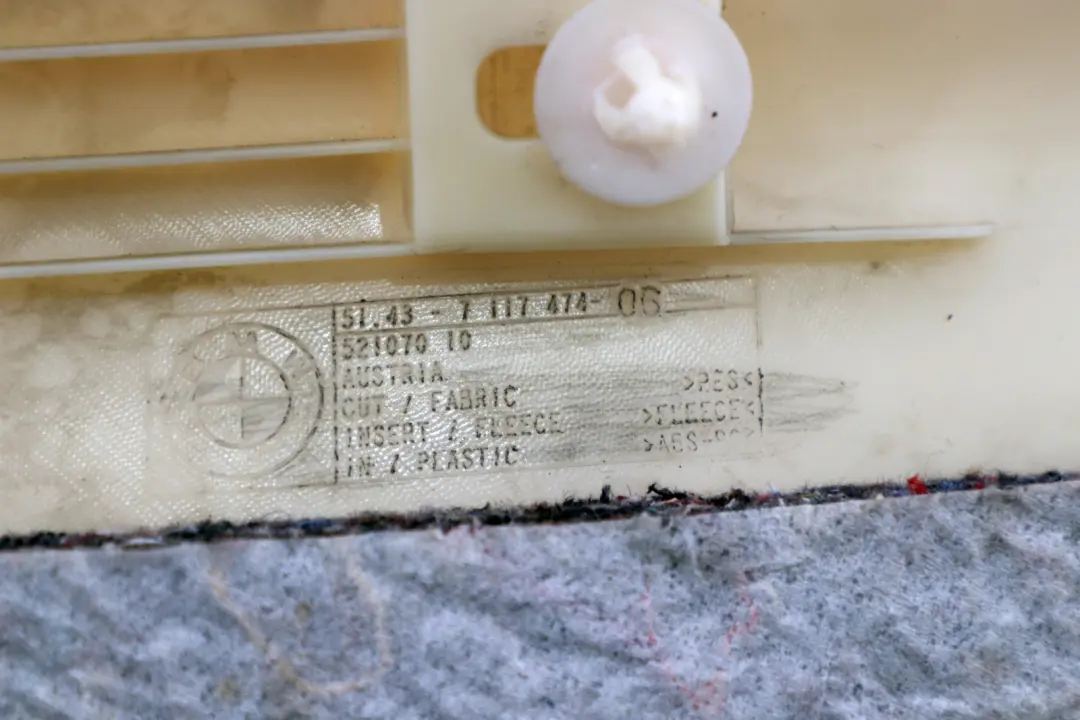 51.43 - 7 117 474- 06
521070 10
AUSTRIA
CUT / FABRIC >PES<
INSERT / FLEECE >FLEECE<
IN / PLASTIC